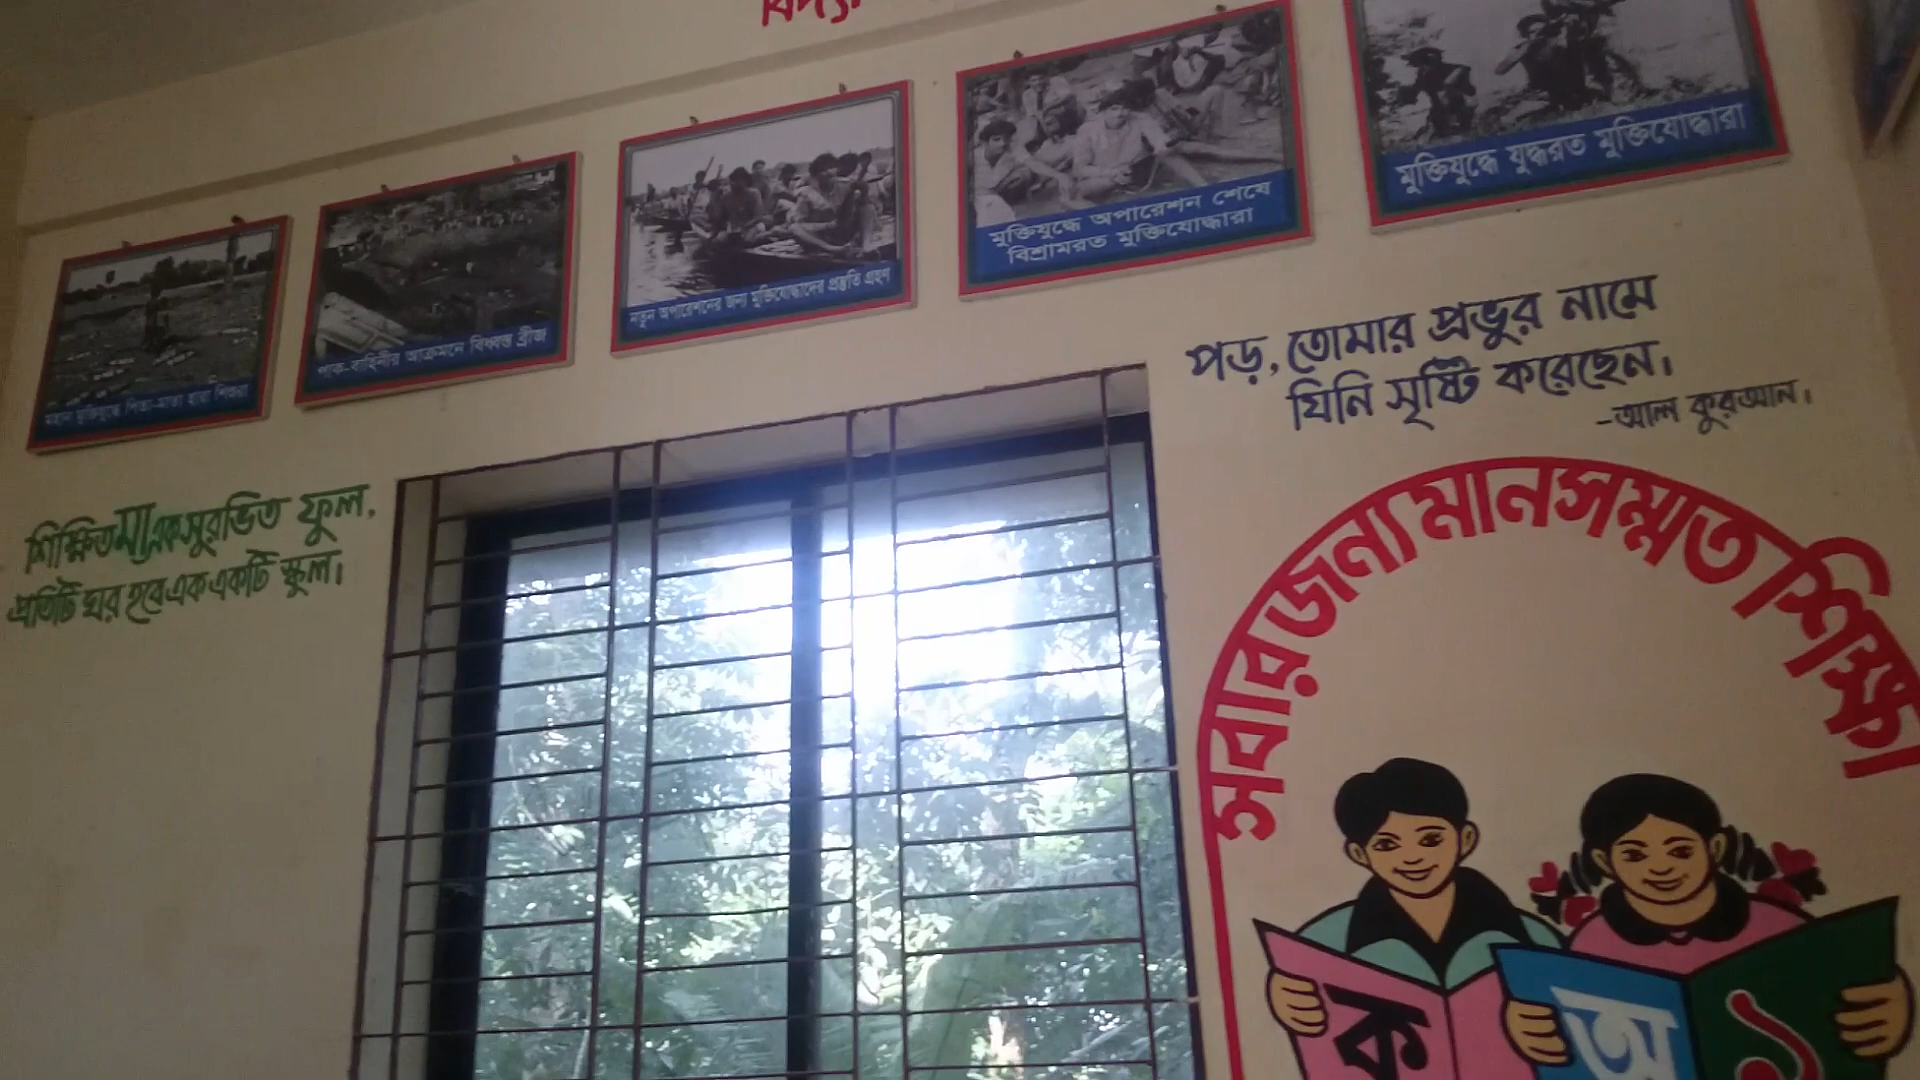 মহান মুক্তিযুদ্ধে পিতা-মাতা হারা শিশুরা
পাক-বাহিনীর আক্রমনে বিধ্বস্ত ব্রীজ
নতুন অপারেশনের জন্য মুক্তিযোদ্ধাদের প্রস্তুতি গ্রহণ
মুক্তিযুদ্ধে অপারেশন শেষে
বিশ্রামরত মুক্তিযোদ্ধারা
মুক্তিযুদ্ধে যুদ্ধরত মুক্তিযোদ্ধারা
পড়, তোমার প্রভুর নামে
যিনি সৃষ্টি করেছেন।
-আল কুরআন।
শিক্ষিত মা এক সুরভিত ফুল,
প্রতিটি ঘর হবে এক একটি স্কুল।
সবার জন্য মানসম্মত শিক্ষা
ক
অ
১